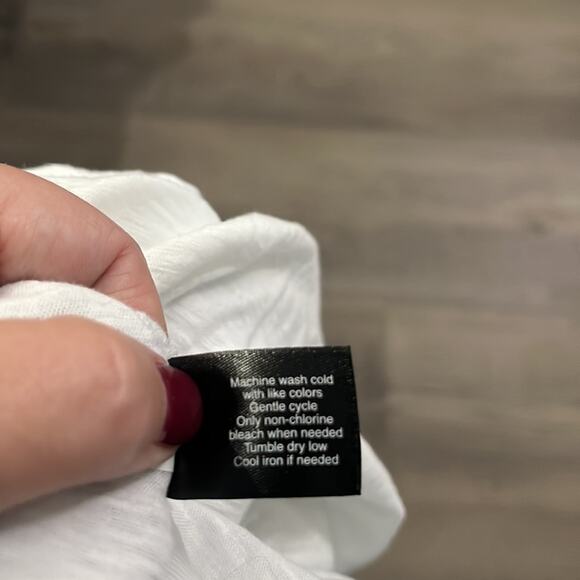 Machine wash cold
with like colors
Gentle cycle
Only non-chlorine
bleach when needed
Tumble dry low
Cool iron if needed